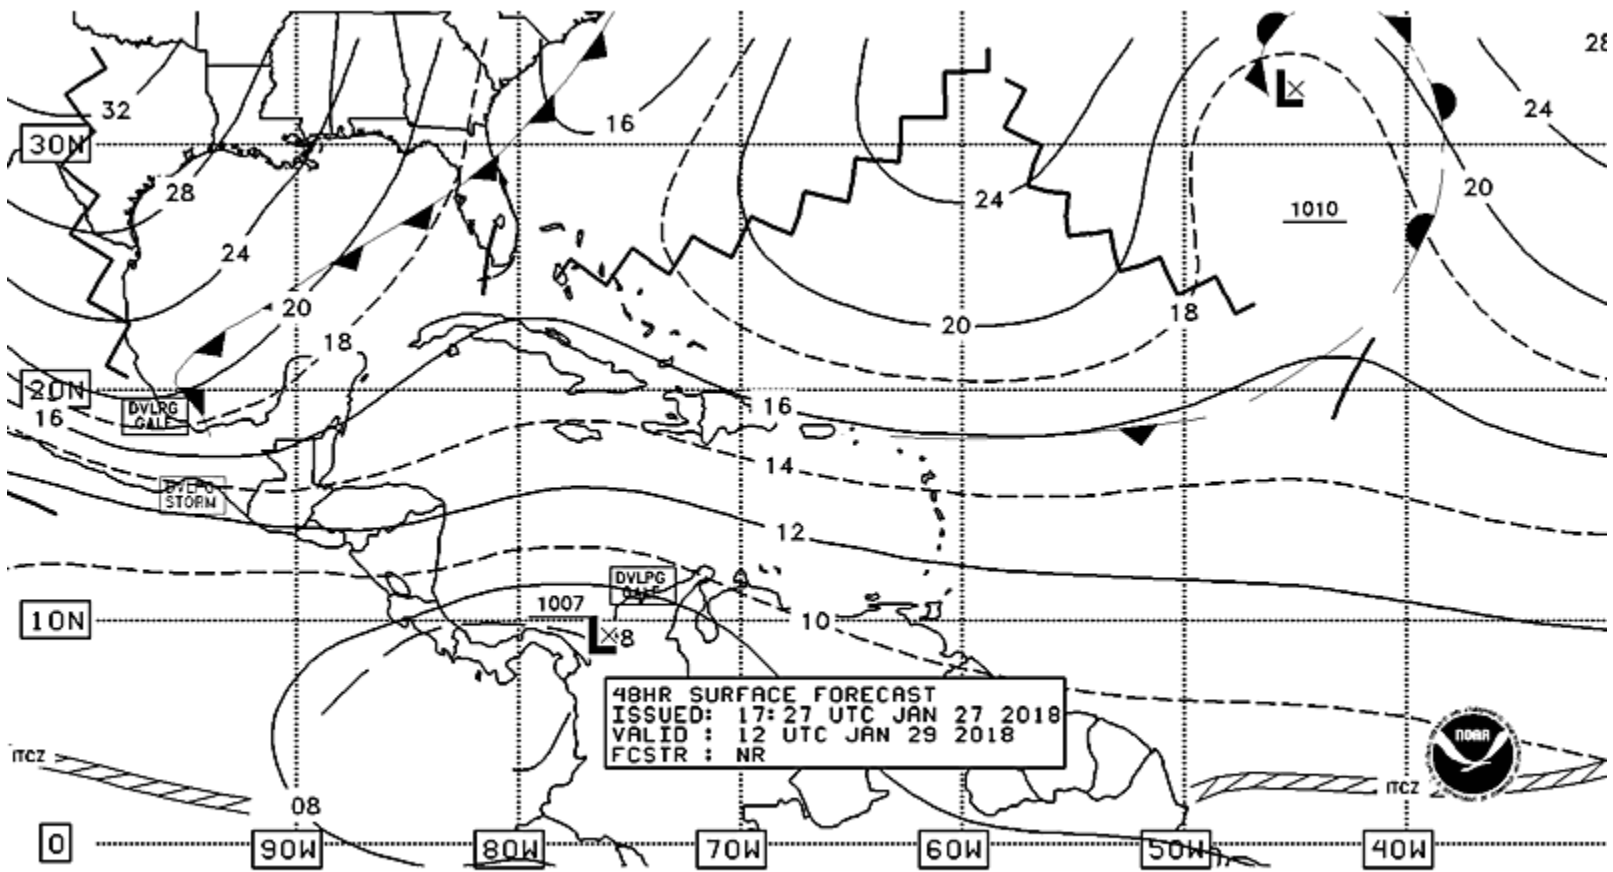 28
32
30N
16
24
28
20
24
1010
24
20
18
20
18
20N
16
DVLPG
GALE
16
14
DVLPG
STORM
12
DVLPG
GALE
1007
10N
L
8
10
48HR SURFACE FORECAST
ISSUED: 17:27 UTC JAN 27 2018
VALID : 12 UTC JAN 29 2018
FCSTR : NR
NOAA
ITCZ
ITCZ
08
0
90W
80W
70W
60W
50W
40W
L